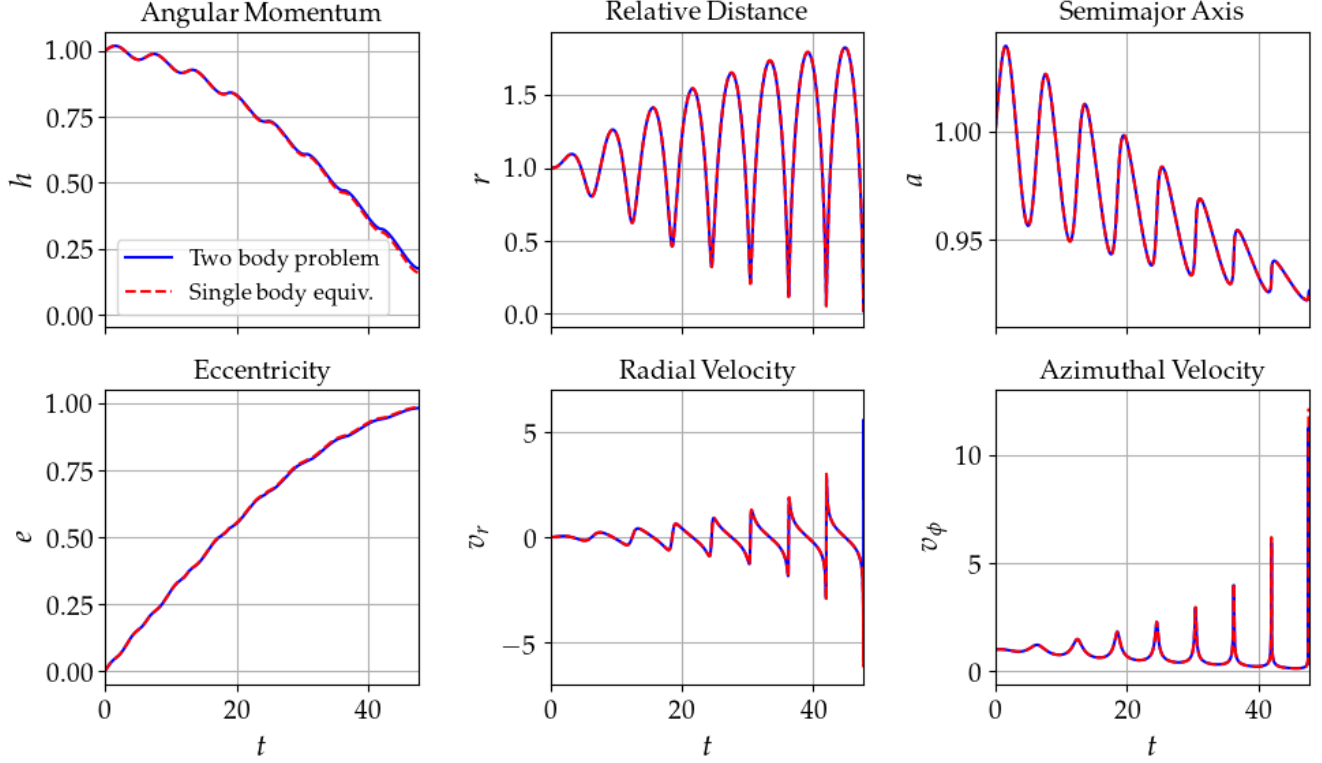 Angular Momentum
1.00
0.75
0.50
0.25
0.00
h
Two body problem
Single body equiv.
Relative Distance
1.5
1.0
0.5
0.0
r
Semimajor Axis
1.00
0.95
a
Eccentricity
1.00
0.75
0.50
0.25
0.00
e
0 20 40
t
Radial Velocity
5
0
−5
v_r
0 20 40
t
Azimuthal Velocity
10
5
0
v_ϕ
0 20 40
t